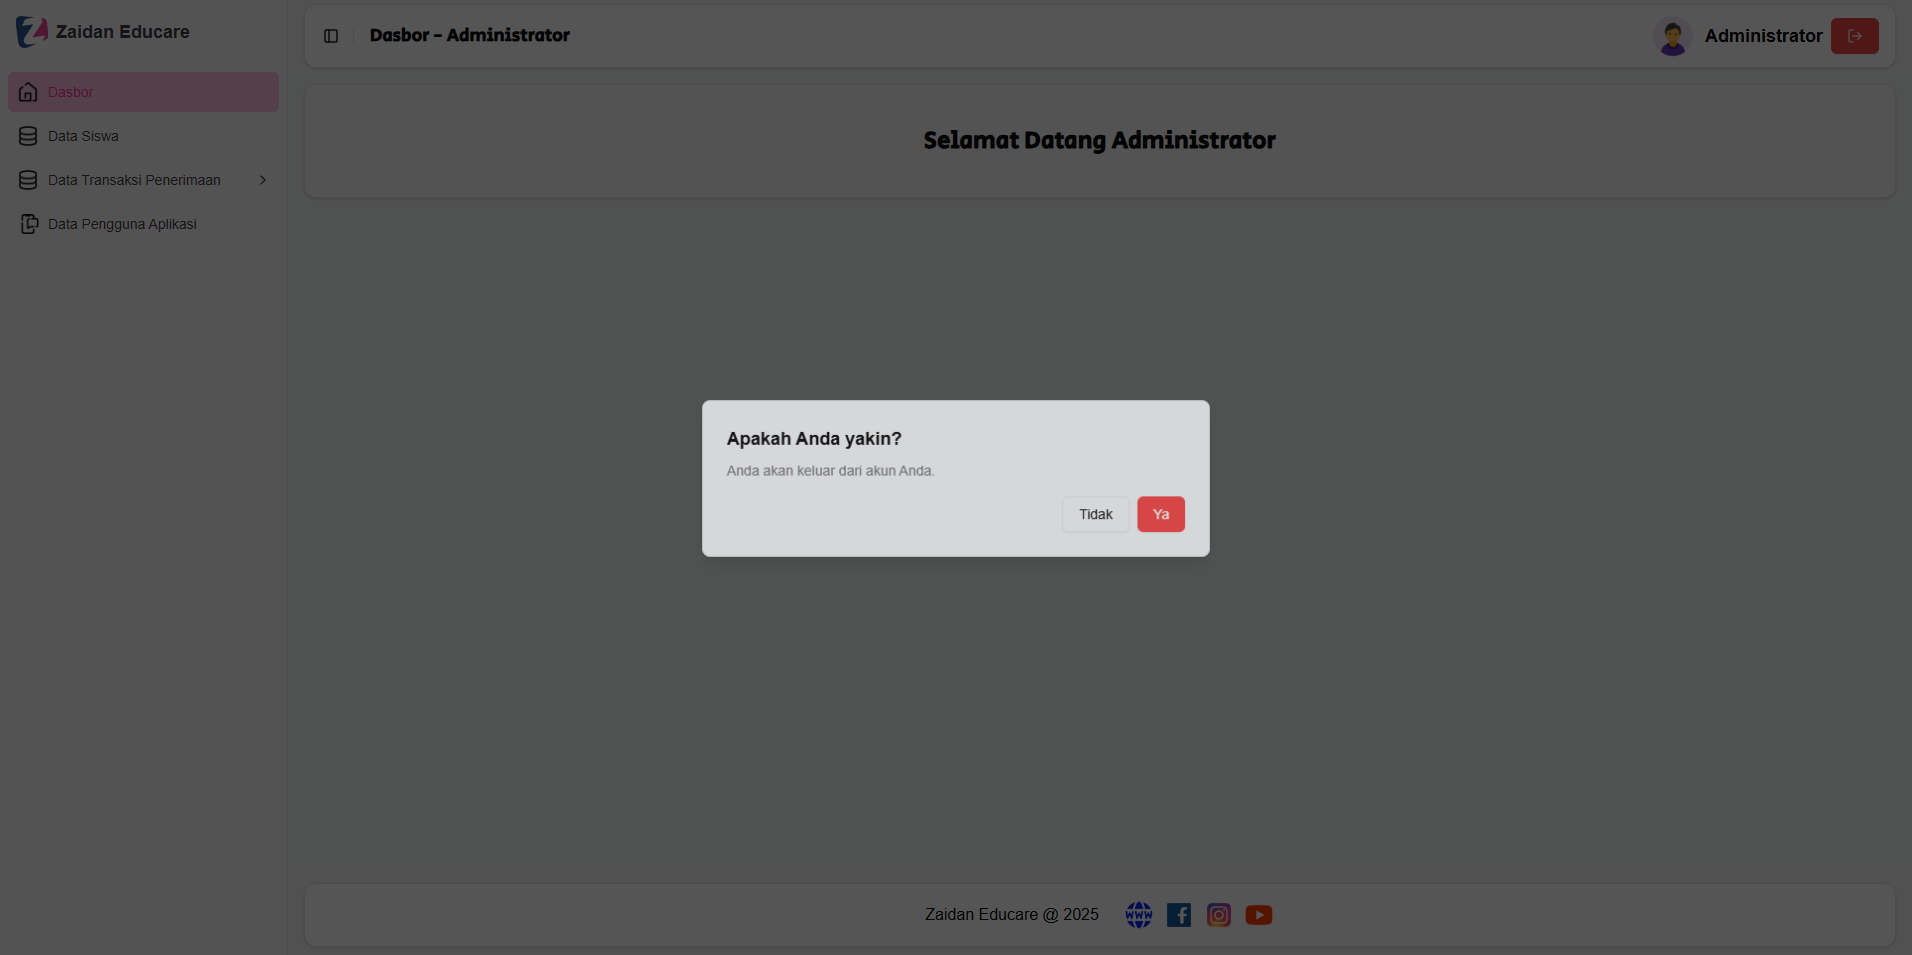 Zaidan Educare
Dasbor
Data Siswa
Data Transaksi Penerimaan
Data Pengguna Aplikasi
Dasbor - Administrator
Administrator
Selamat Datang Administrator
Apakah Anda yakin?
Anda akan keluar dari akun Anda.
Tidak
Ya
Zaidan Educare @ 2025
WWW